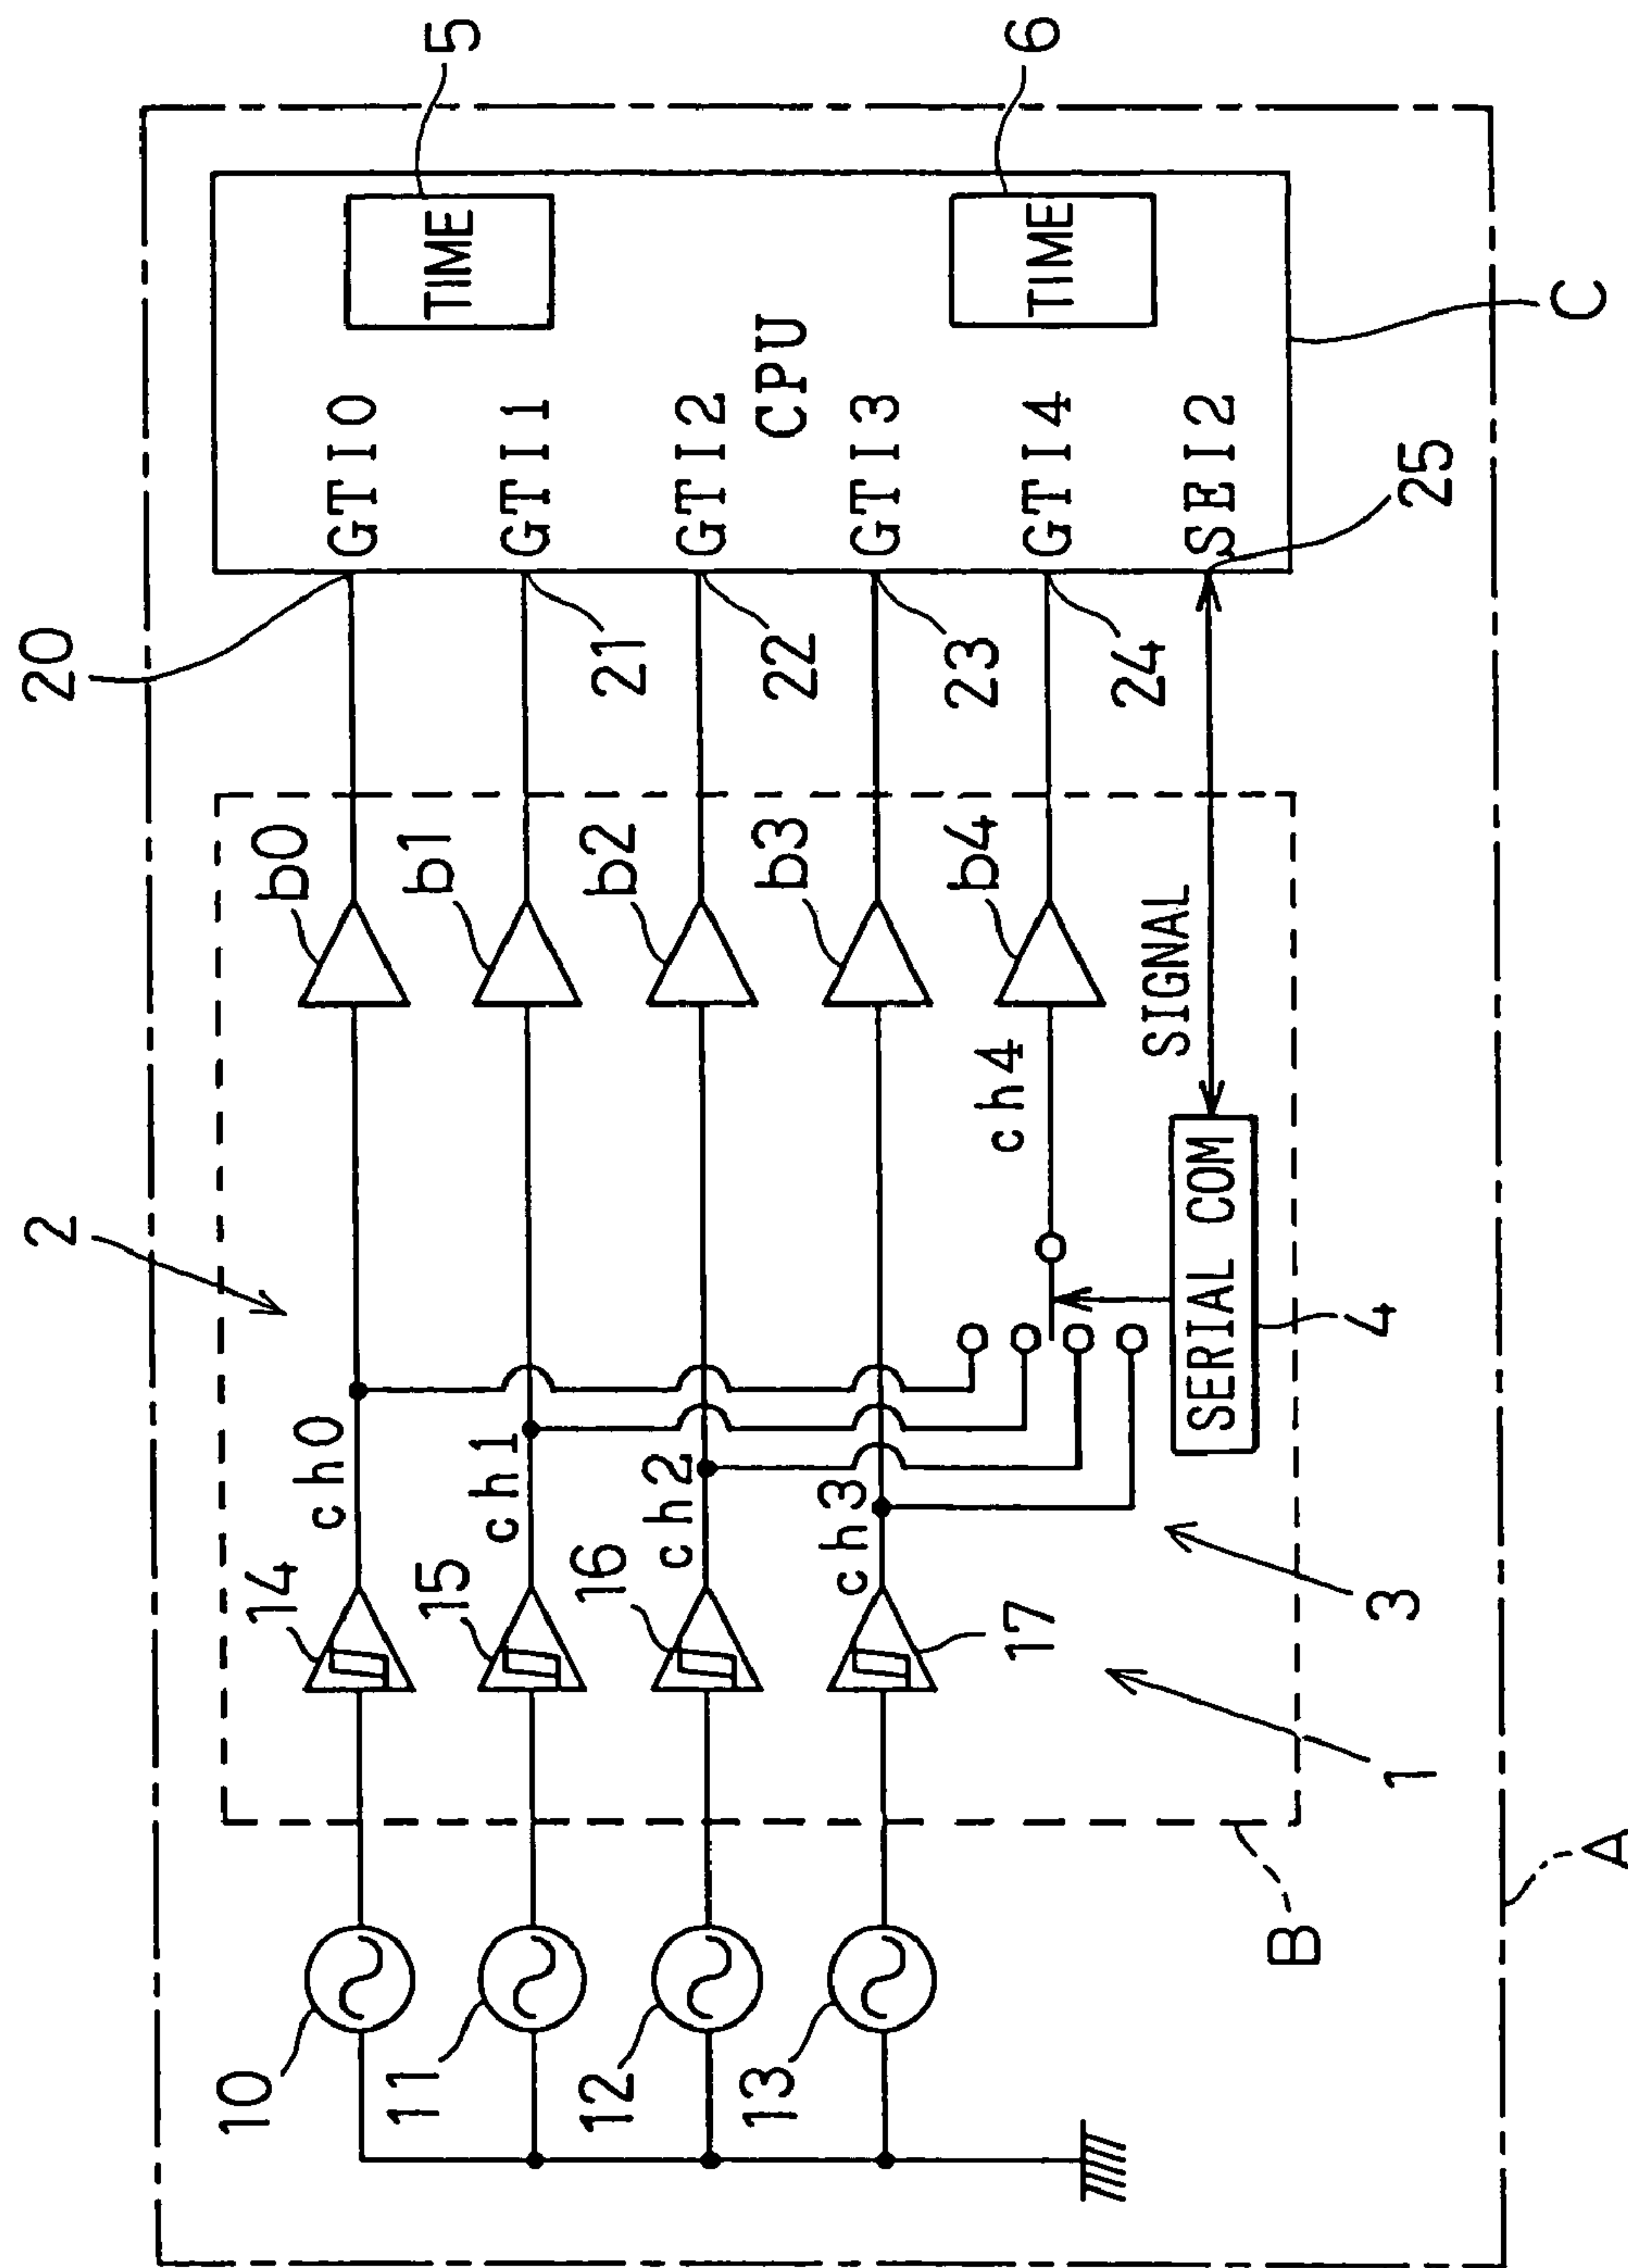 2
20
5
6
14
ch0
b0
GTI0
TIME
15
ch1
b1
21
GTI1
16
ch2
b2
22
GTI2
CPU
17
ch3
b3
23
GTI3
TIME
ch4
b4
24
GTI4
SERIAL COM
SIGNAL
SEI2
25
4
10
11
12
13
B
1
3
A
C